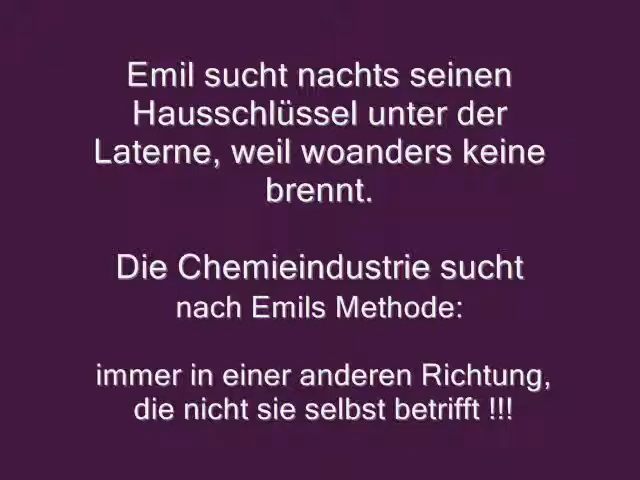 Emil sucht nachts seinen
Hausschlüssel unter der
Laterne, weil woanders keine
brennt.
Die Chemieindustrie sucht
nach Emils Methode:
immer in einer anderen Richtung,
die nicht sie selbst betrifft !!!